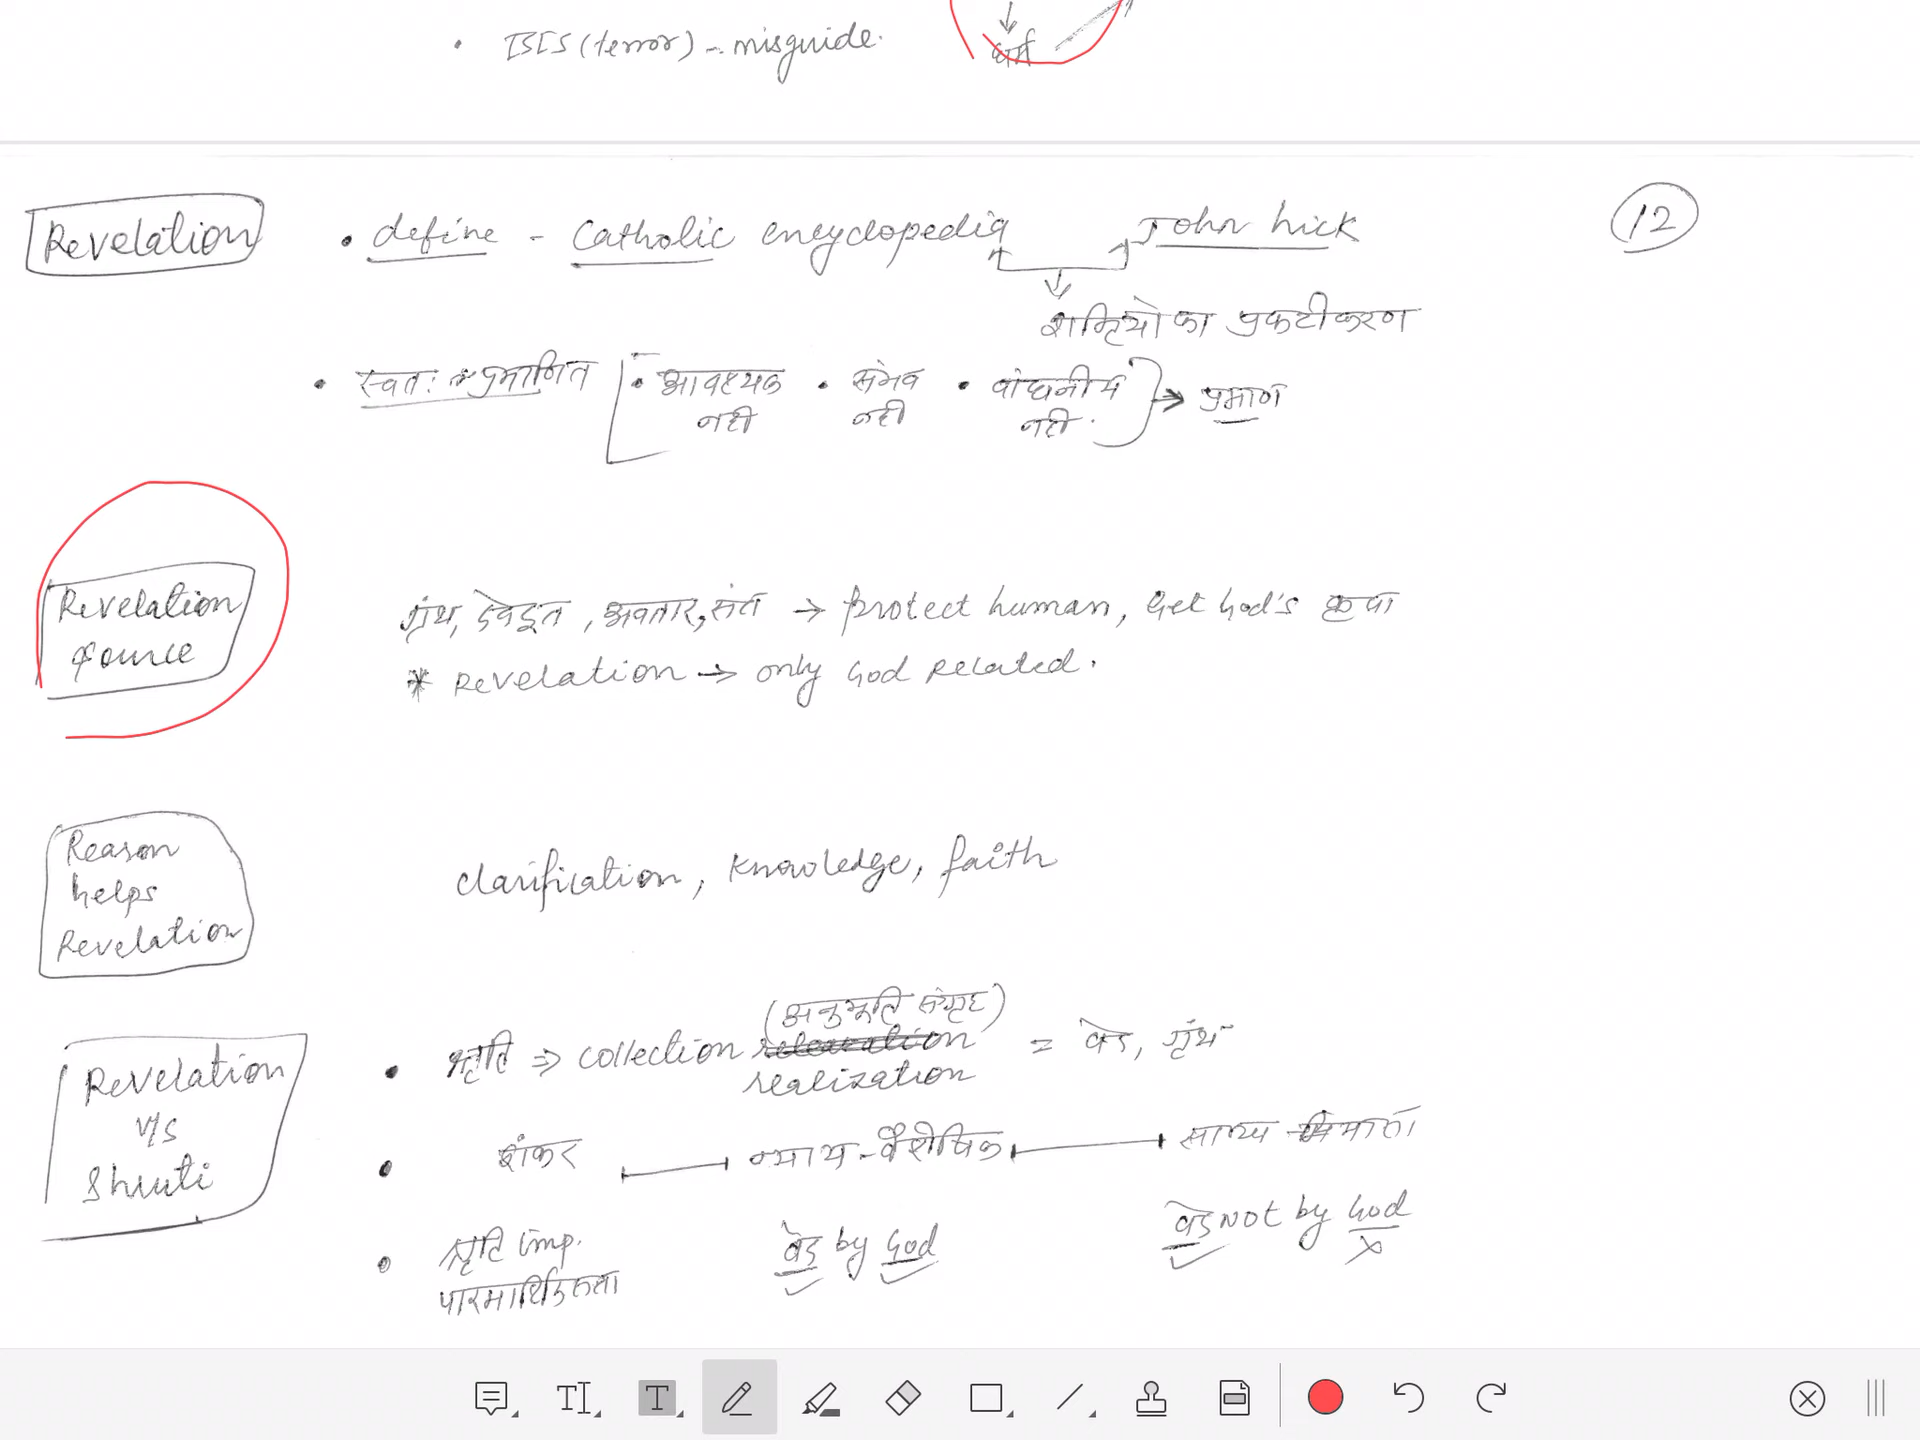 • ISIS (terror) - misguide.
धर्म
Revelation • define - Catholic encyclopedia John hick 12
शक्तियो का प्रकटीकरण
• स्वतः प्रमाणित • आवश्यक नही • संभव नही • वांछनीय नही. → प्रमाण
Revelation source
ग्रंथ, देवदूत, अवतार, संत → protect human, Get God's कृपा
* Revelation → only God Related.
Reason helps Revelation
clarification, knowledge, faith
Revelation v/s Shruti
(अनुभूति संग्रह)
• श्रुति ⇒ collection realization = वेद, ग्रंथ
• शंकर न्याय-वैशेषिक सांख्य
• श्रुति imp. वेद by God वेद not by God x
पारमार्थिकता